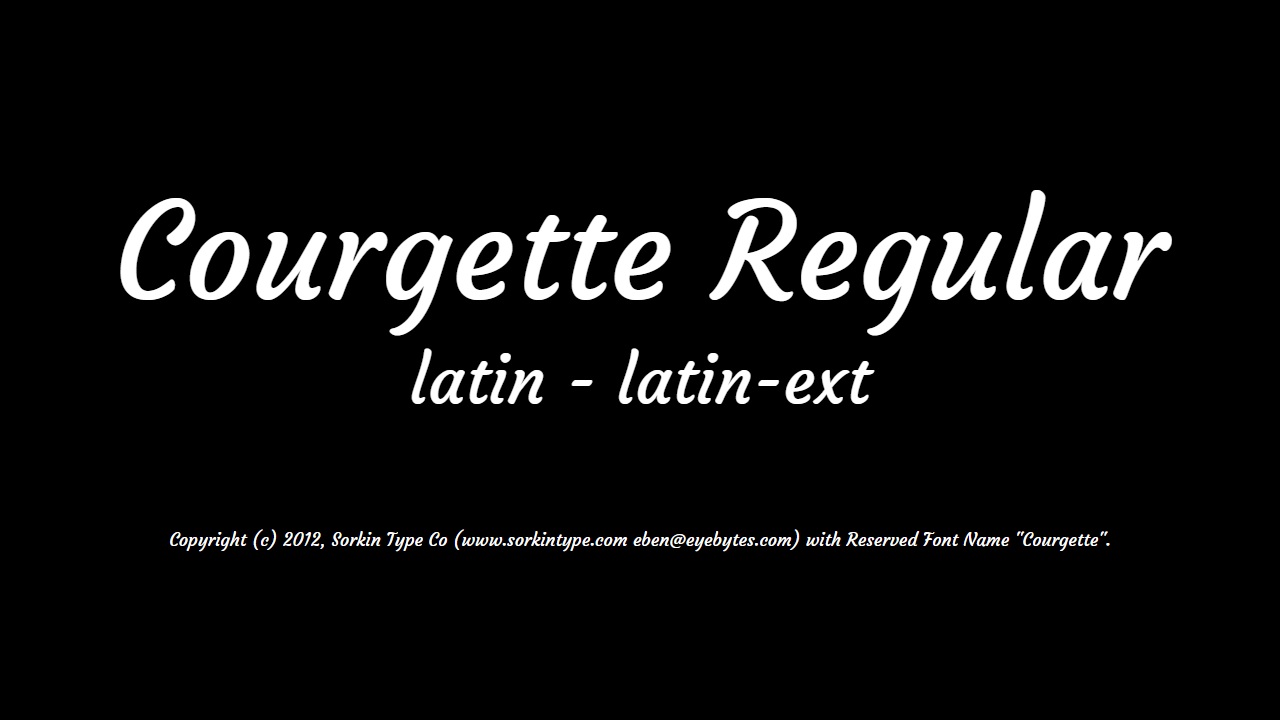 Courgette Regular
latin - latin-ext
Copyright (c) 2012, Sorkin Type Co (www.sorkintype.com eben@eyebytes.com) with Reserved Font Name "Courgette".